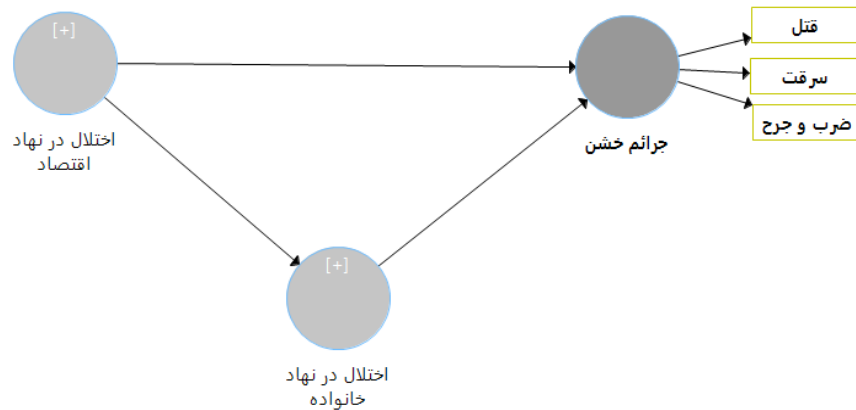 [+]
اختلال در نهاد
اقتصاد
[+]
اختلال در نهاد
خانواده
جرائم خشن
قتل
سرقت
ضرب و جرح